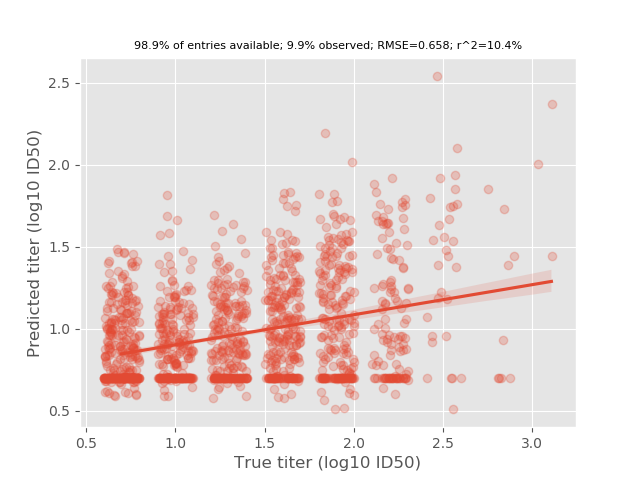 98.9% of entries available; 9.9% observed; RMSE=0.658; r^2=10.4%
Predicted titer (log10 ID50)
2.5
2.0
1.5
1.0
0.5
0.5 1.0 1.5 2.0 2.5 3.0
True titer (log10 ID50)